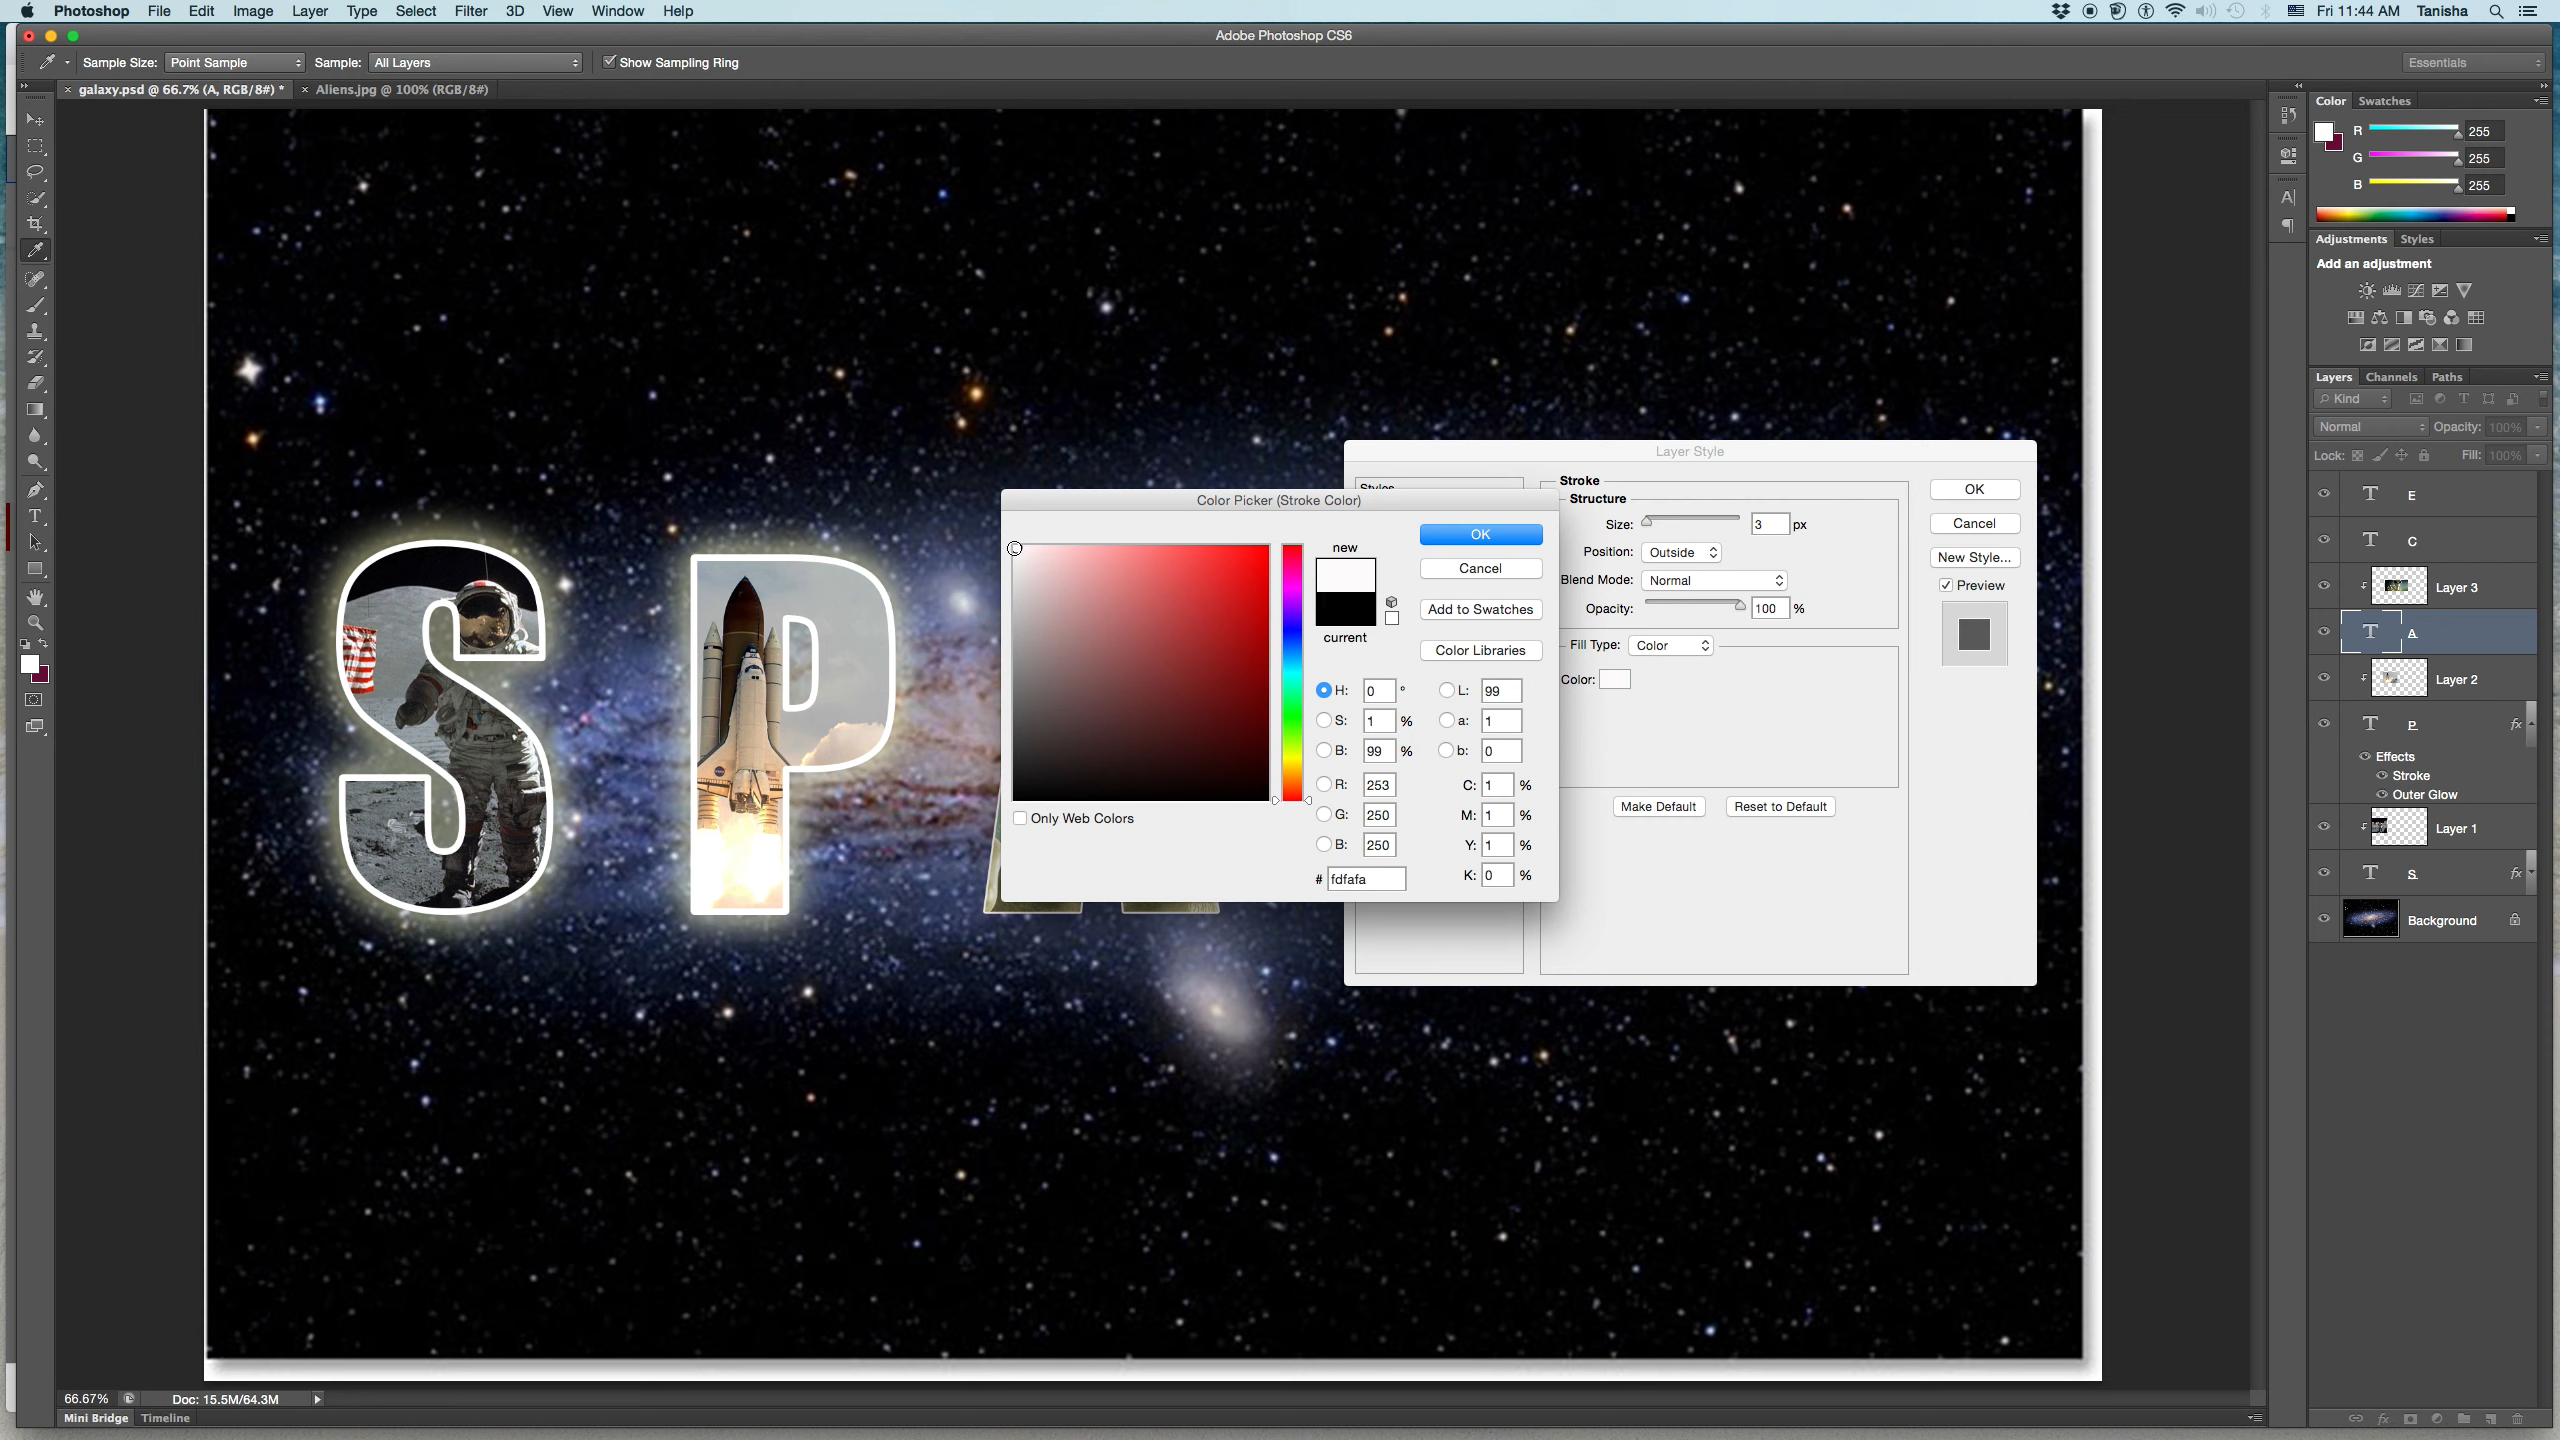 Photoshop File Edit Image Layer Type Select Filter 3D View Window Help
Fri 11:44 AM Tanisha
Adobe Photoshop CS6
Sample Size: Point Sample Sample: All Layers Show Sampling Ring
Essentials
galaxy.psd @ 66.7% (A, RGB/8#) *
Aliens.jpg @ 100% (RGB/8#)
Color Swatches
R 255
G 255
B 255
Adjustments Styles
Add an adjustment
Layers Channels Paths
Kind
Normal Opacity: 100%
Lock: Fill: 100%
T E
T C
Layer 3
T A
Layer 2
T P fx
Effects
Stroke
Outer Glow
Layer 1
T S fx
Background
S P
Layer Style
Styles
Stroke
Structure
Size: 3 px
Position: Outside
Blend Mode: Normal
Opacity: 100 %
Fill Type: Color
Color:
Make Default Reset to Default
OK
Cancel
New Style...
Preview
Color Picker (Stroke Color)
new
current
OK
Cancel
Add to Swatches
Color Libraries
H: 0 ° L: 99
S: 1 % a: 1
B: 99 % b: 0
R: 253 C: 1 %
G: 250 M: 1 %
B: 250 Y: 1 %
# fdfafa K: 0 %
Only Web Colors
66.67% Doc: 15.5M/64.3M
Mini Bridge Timeline